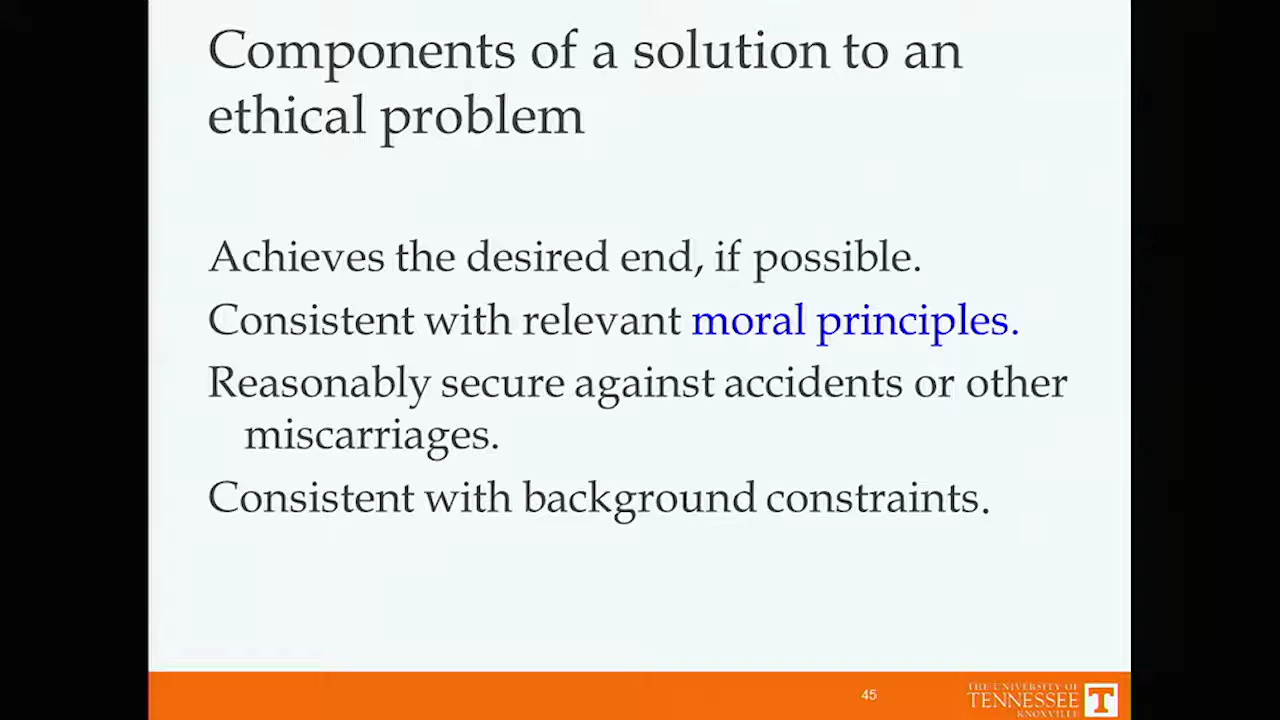 Components of a solution to an
ethical problem
Achieves the desired end, if possible.
Consistent with relevant moral principles.
Reasonably secure against accidents or other
miscarriages.
Consistent with background constraints.
45
THE UNIVERSITY OF
TENNESSEE
KNOXVILLE
T